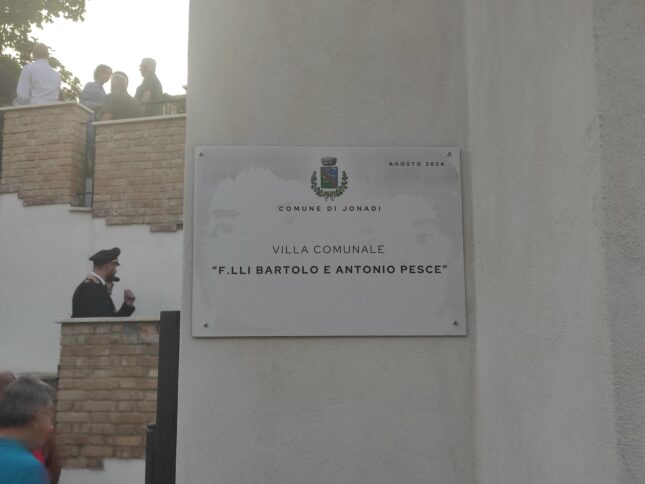 AGOSTO 2024
COMUNE DI JONADI
VILLA COMUNALE
"F.LLI BARTOLO E ANTONIO PESCE"